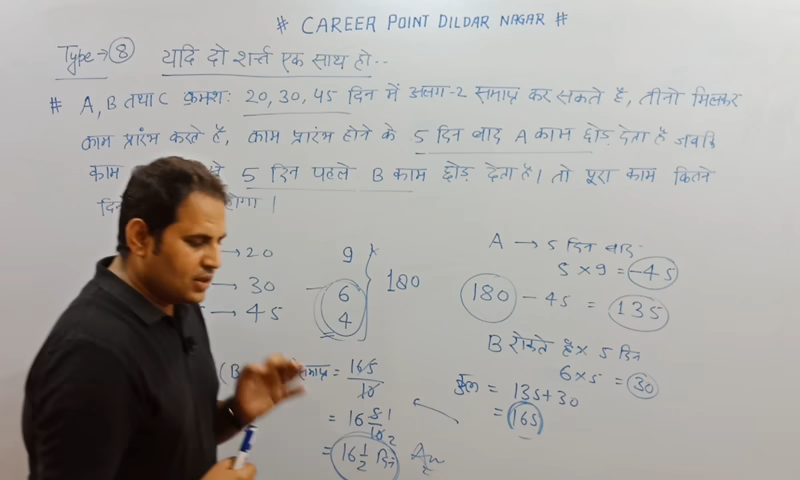 # CAREER POINT DILDAR NAGAR #
Type → 8 यदि दो शर्त्त एक साथ हो..
# A, B तथा C क्रमशः 20, 30, 45 दिन में अलग-2 समाप्त कर सकते है, तीनो मिलकर
काम प्रारंभ करते है, काम प्रारंभ होने के 5 दिन बाद A काम छोड़ देता है जबकि
काम 5 दिन पहले B काम छोड़ देता है। तो पूरा काम कितने
होगा।
→ 20 9
→ 30 6
→ 45 4
180
(B समाप्त = 165/10
= 16 5/10 1/2
= 16 1/2 दिन Ans
A → 5 दिन बाद
5 × 9 = -45
180 - 45 = 135
B रोकते है × 5 दिन
6 × 5 = 30
कुल = 135 + 30
= 165